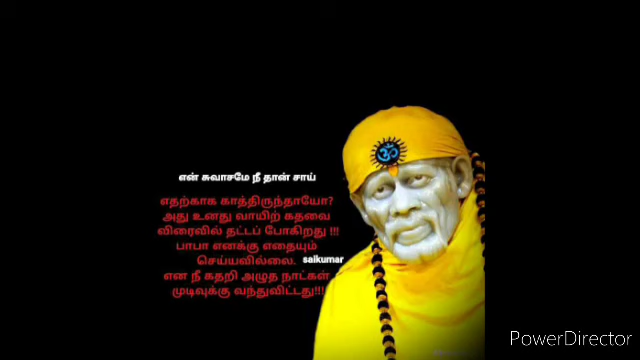 என் சுவாசமே நீ தான் சாய்
எதற்காக காத்திருந்தாயோ?
அது உனது வாயிற் கதவை
விரைவில் தட்டப் போகிறது !!!
பாபா எனக்கு எதையும்
செய்யவில்லை. saikumar
என நீ கதறி அழுத நாட்கள்
முடிவுக்கு வந்துவிட்டது!!!
ॐ
PowerDirector